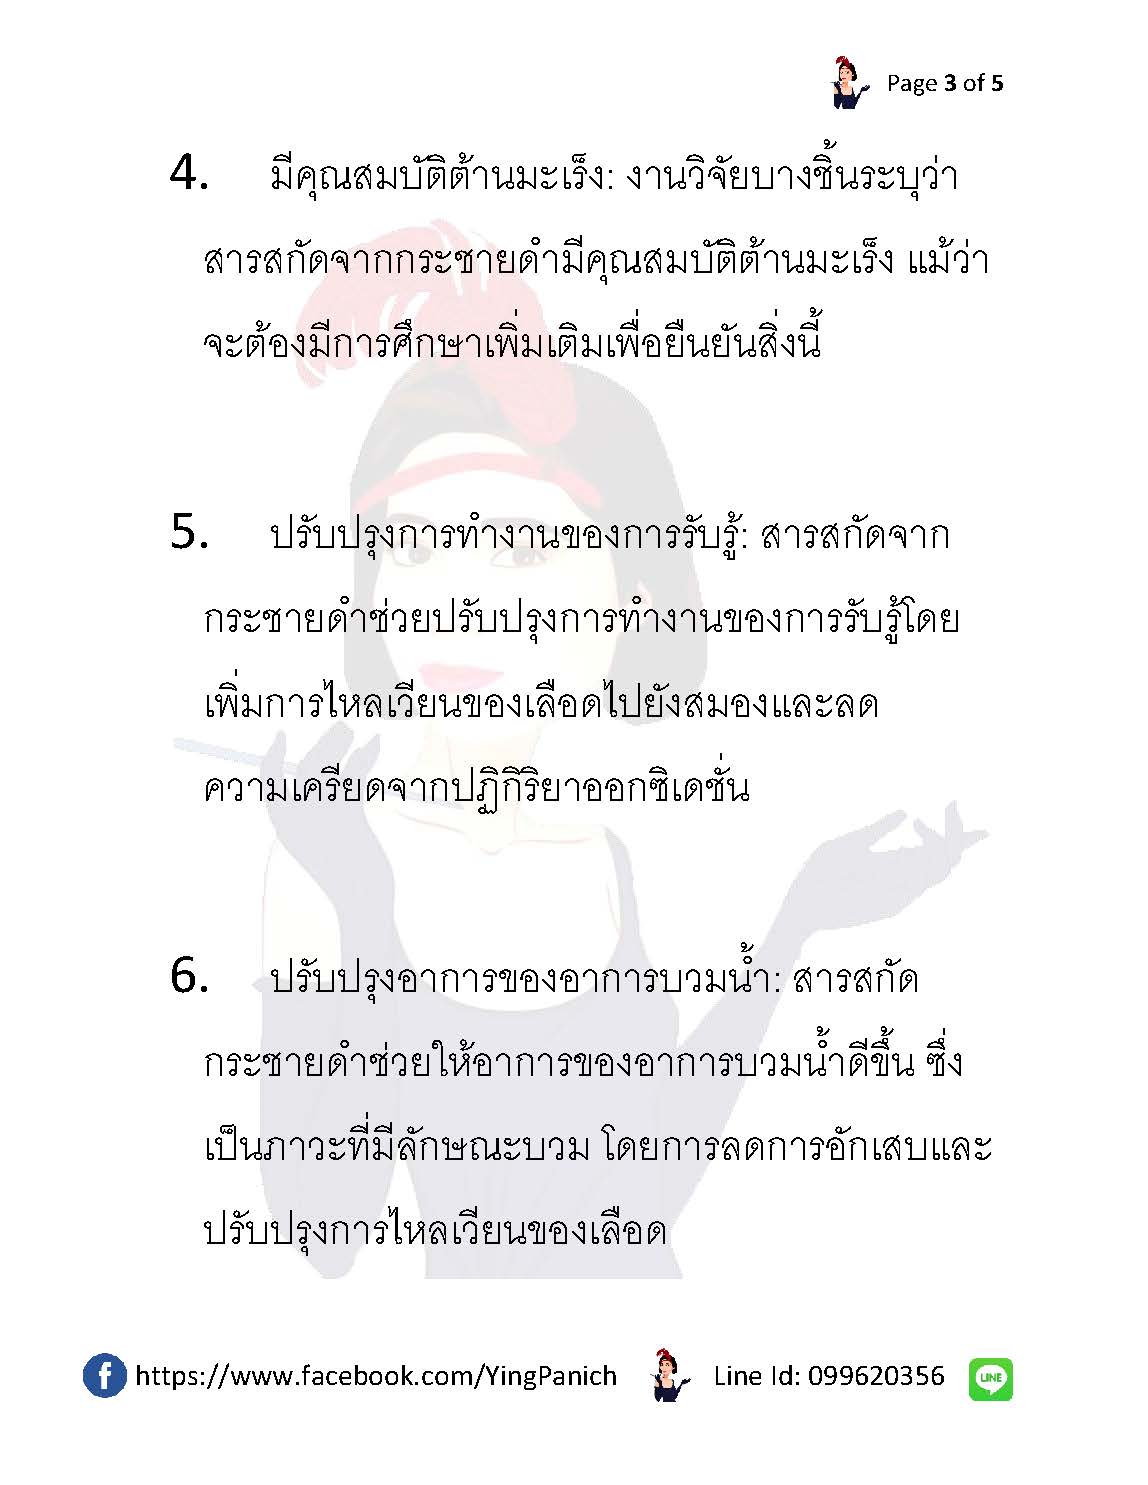 Page 3 of 5
4. มีคุณสมบัติต้านมะเร็ง: งานวิจัยบางชิ้นระบุว่า
สารสกัดจากกระชายดำมีคุณสมบัติต้านมะเร็ง แม้ว่า
จะต้องมีการศึกษาเพิ่มเติมเพื่อยืนยันสิ่งนี้
5. ปรับปรุงการทำงานของการรับรู้: สารสกัดจาก
กระชายดำช่วยปรับปรุงการทำงานของการรับรู้โดย
เพิ่มการไหลเวียนของเลือดไปยังสมองและลด
ความเครียดจากปฏิกิริยาออกซิเดชั่น
6. ปรับปรุงอาการของอาการบวมน้ำ: สารสกัด
กระชายดำช่วยให้อาการของอาการบวมน้ำดีขึ้น ซึ่ง
เป็นภาวะที่มีลักษณะบวม โดยการลดการอักเสบและ
ปรับปรุงการไหลเวียนของเลือด
https://www.facebook.com/YingPanich Line Id: 099620356 LINE